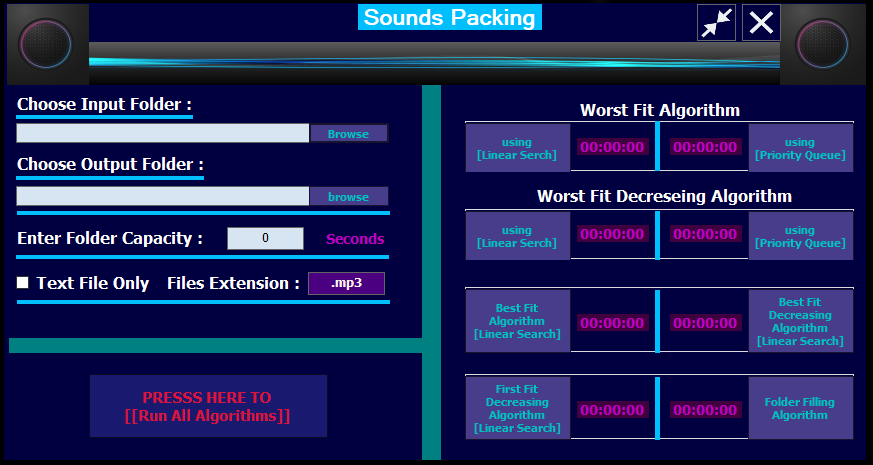 Sounds Packing
Choose Input Folder :
Browse
Choose Output Folder :
browse
Enter Folder Capacity :
0
Seconds
Text File Only
Files Extension :
.mp3
PRESSS HERE TO
[[Run All Algorithms]]
Worst Fit Algorithm
using
[Linear Serch]
00:00:00
00:00:00
using
[Priority Queue]
Worst Fit Decreseing Algorithm
using
[Linear Serch]
00:00:00
00:00:00
using
[Priority Queue]
Best Fit
Algorithm
[Linear Search]
00:00:00
00:00:00
Best Fit
Decreasing
Algorithm
[Linear Search]
First Fit
Decreasing
Algorithm
[Linear Search]
00:00:00
00:00:00
Folder Filling
Algorithm